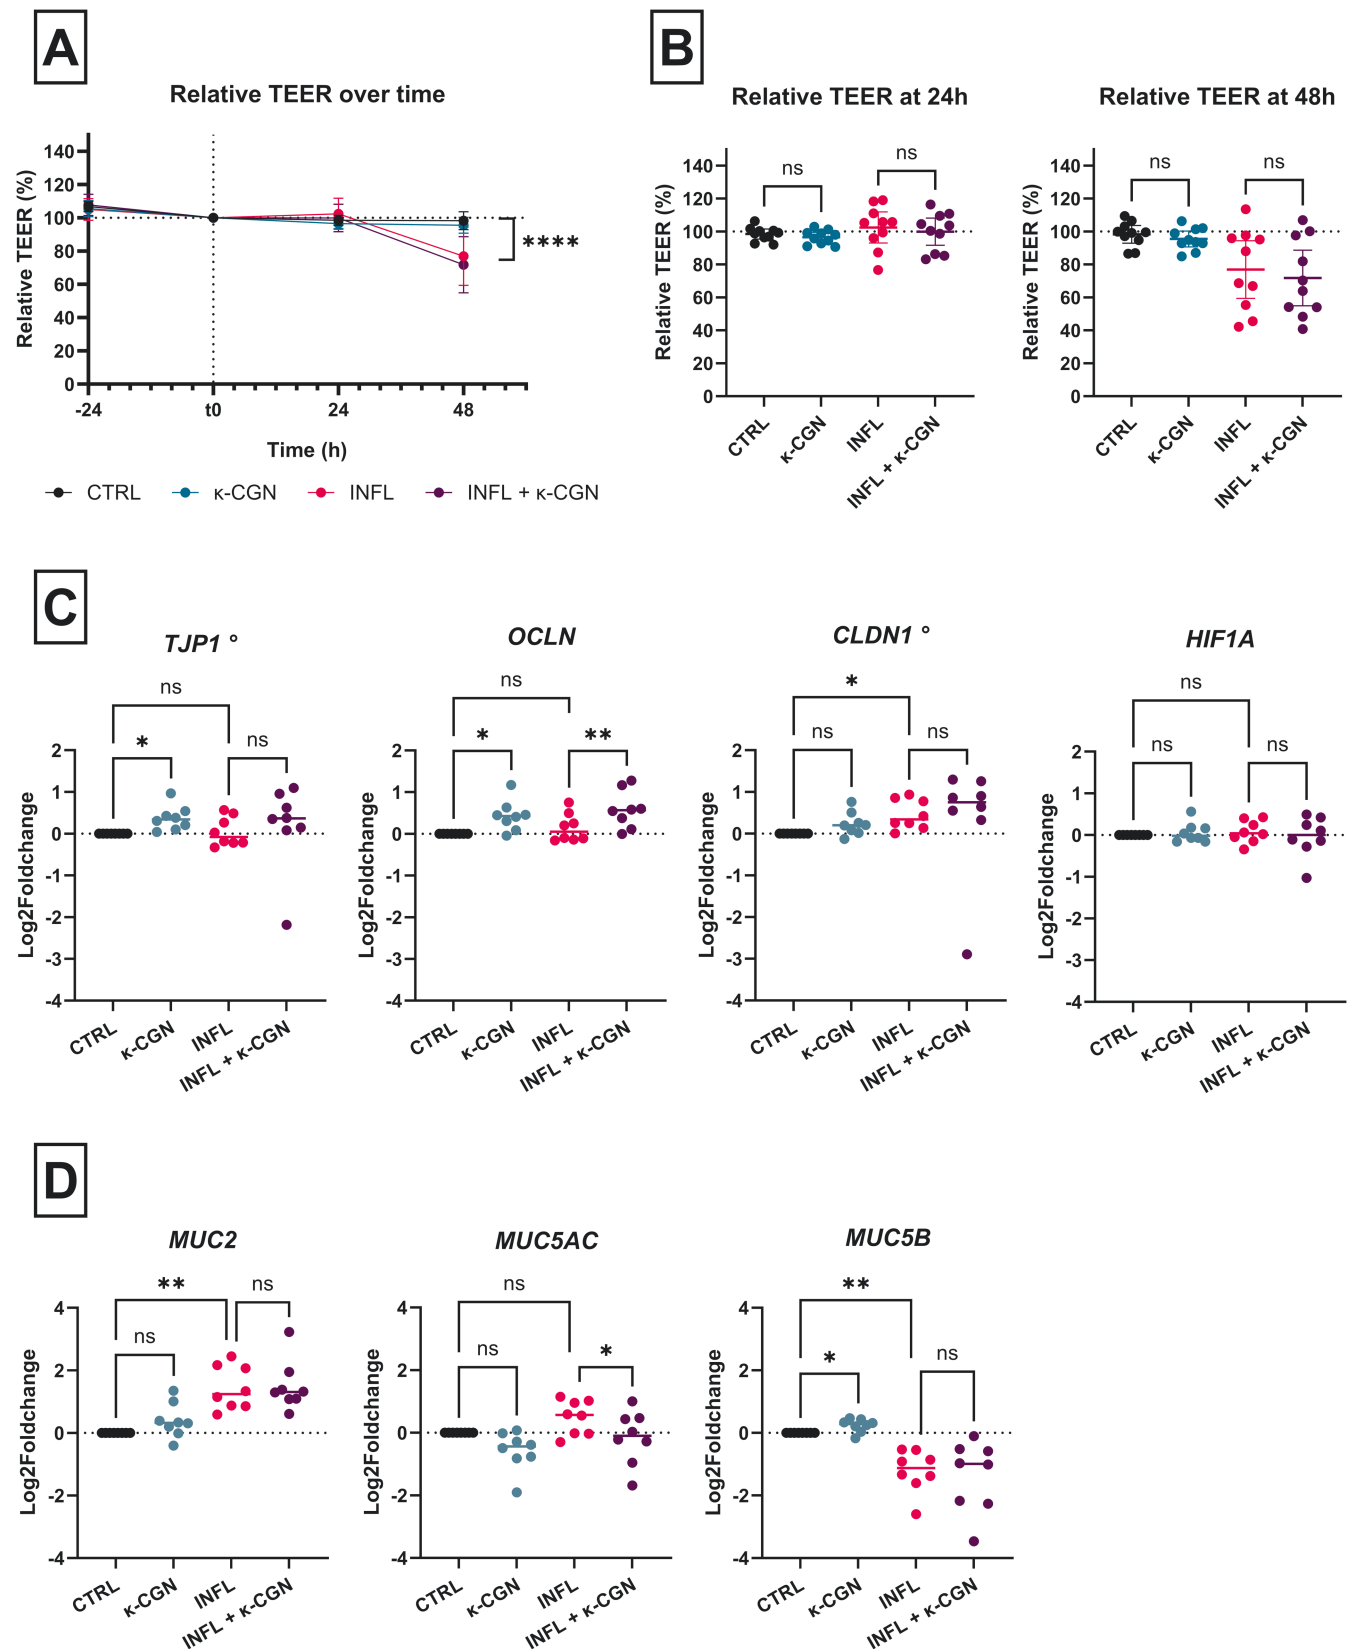 A
Relative TEER over time
Relative TEER (%)
140
120
100
80
60
40
20
0
-24
t0
24
48
****
Time (h)
CTRL
κ-CGN
INFL
INFL + κ-CGN
B
Relative TEER at 24h
Relative TEER (%)
140
120
100
80
60
40
20
0
ns
ns
CTRL
κ-CGN
INFL
INFL + κ-CGN
Relative TEER at 48h
Relative TEER (%)
140
120
100
80
60
40
20
0
ns
ns
CTRL
κ-CGN
INFL
INFL + κ-CGN
C
TJP1 °
ns
*
ns
Log2Foldchange
2
1
0
-1
-2
-3
-4
CTRL
κ-CGN
INFL
INFL + κ-CGN
OCLN
ns
*
**
Log2Foldchange
2
1
0
-1
-2
-3
-4
CTRL
κ-CGN
INFL
INFL + κ-CGN
CLDN1 °
*
ns
ns
Log2Foldchange
2
1
0
-1
-2
-3
-4
CTRL
κ-CGN
INFL
INFL + κ-CGN
HIF1A
ns
ns
ns
Log2Foldchange
2
1
0
-1
-2
-3
-4
CTRL
κ-CGN
INFL
INFL + κ-CGN
D
MUC2
**
ns
ns
Log2Foldchange
4
2
0
-2
-4
CTRL
κ-CGN
INFL
INFL + κ-CGN
MUC5AC
ns
ns
*
Log2Foldchange
4
2
0
-2
-4
CTRL
κ-CGN
INFL
INFL + κ-CGN
MUC5B
**
*
ns
Log2Foldchange
4
2
0
-2
-4
CTRL
κ-CGN
INFL
INFL + κ-CGN